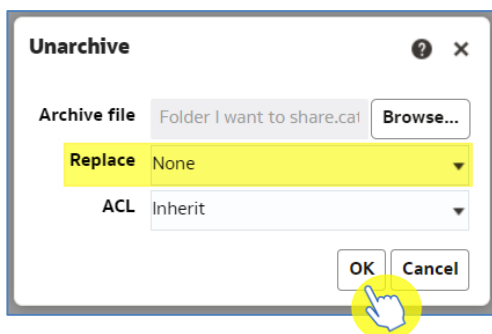 Unarchive
Archive file Folder I want to share.cat Browse...
Replace None
ACL Inherit
OK Cancel